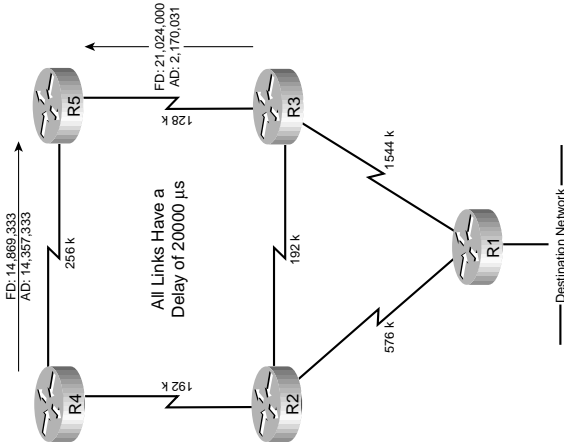 FD: 14,869,333
AD: 14,357,333
R4
256 k
R5
192 k
All Links Have a
Delay of 20000 µs
128 k
FD: 21,024,000
AD: 2,170,031
R2
192 k
R3
576 k
1544 k
R1
Destination Network